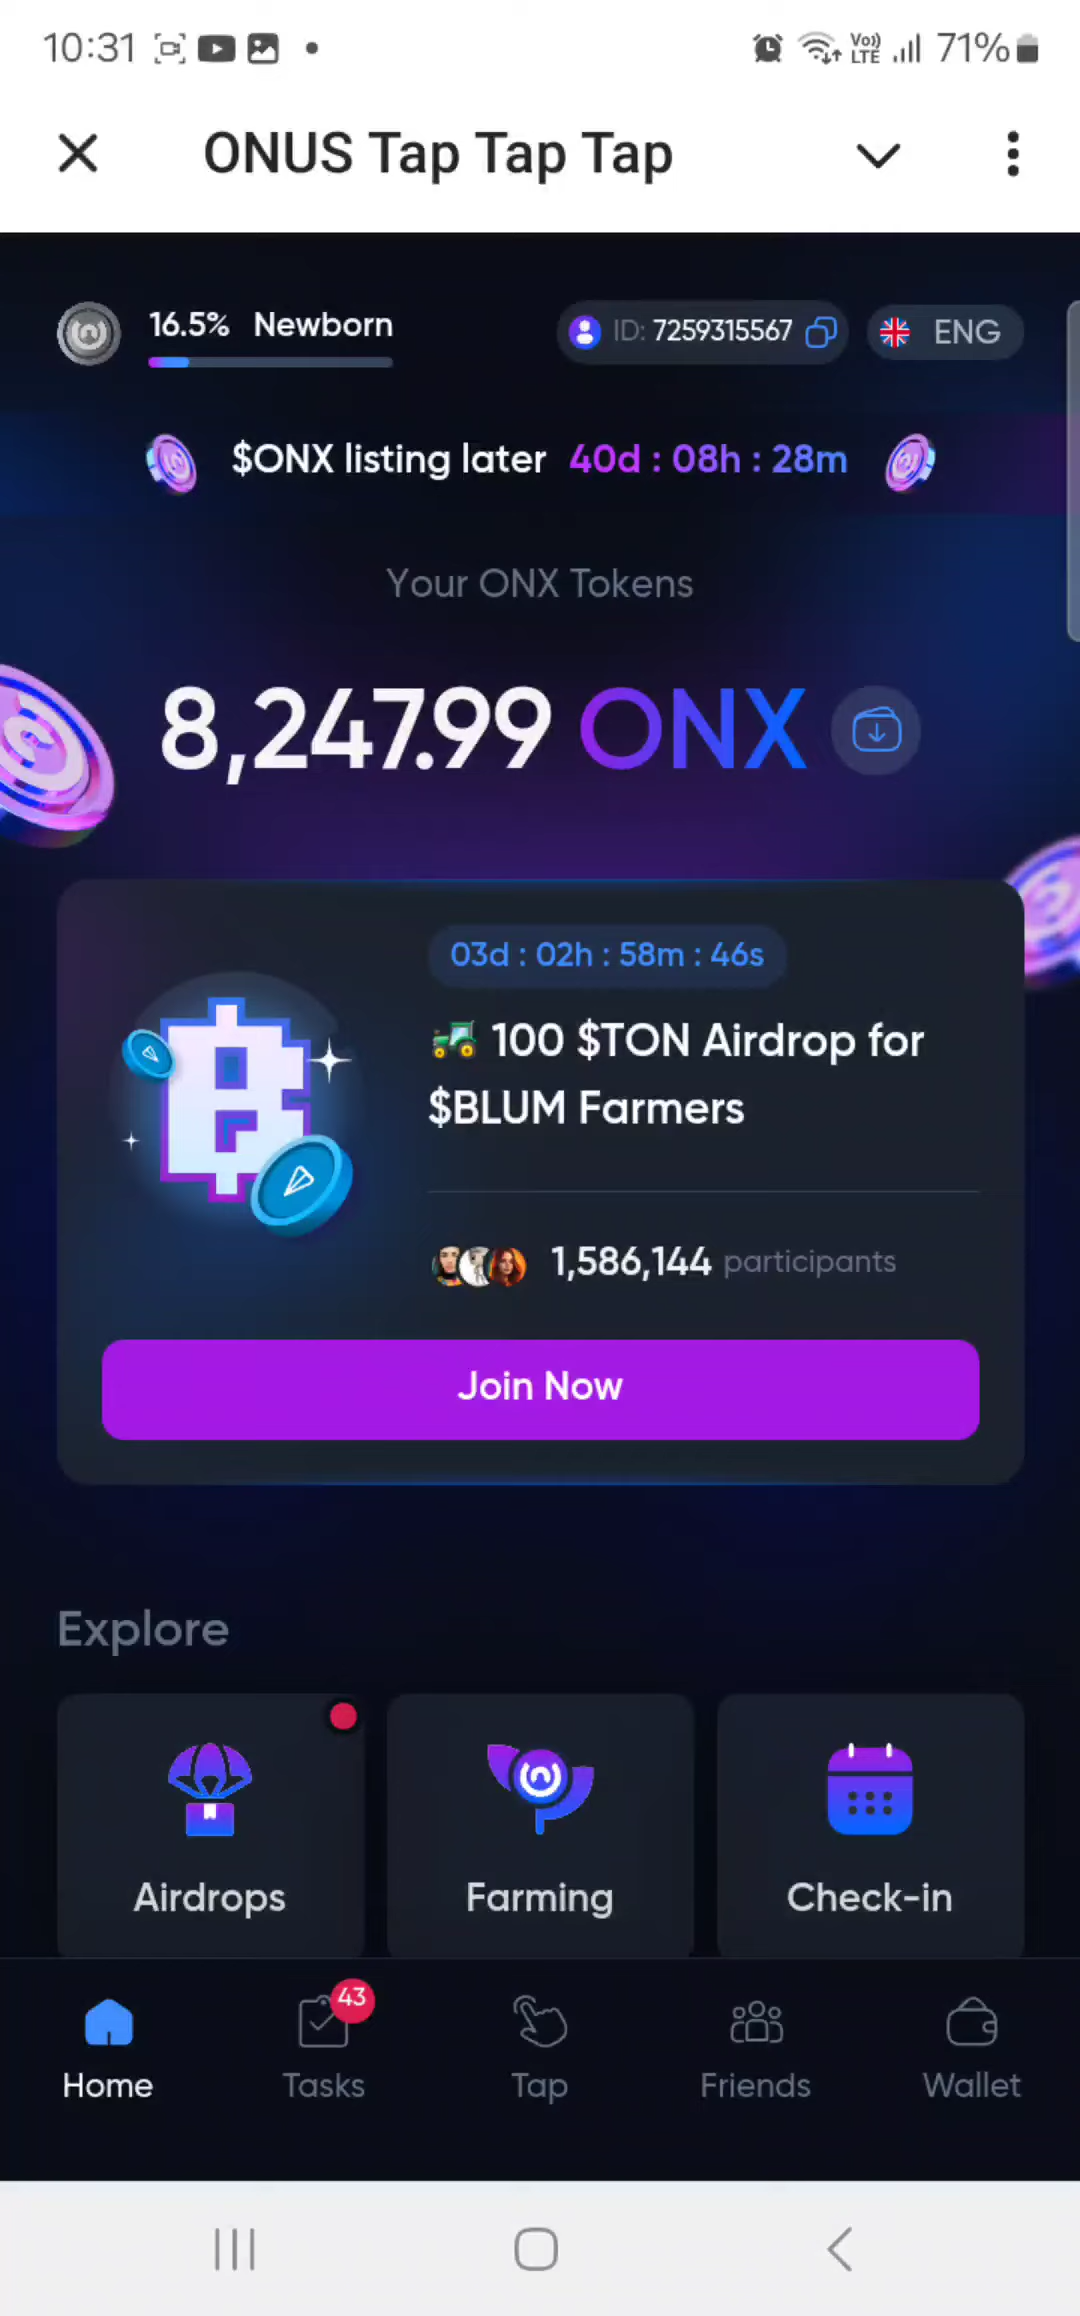 10:31
Vo))
LTE
71%
ONUS Tap Tap Tap
16.5% Newborn
ID: 7259315567
ENG
$ONX listing later 40d : 08h : 28m
Your ONX Tokens
8,247.99 ONX
03d : 02h : 58m : 46s
100 $TON Airdrop for
$BLUM Farmers
1,586,144 participants
Join Now
Explore
Airdrops
Farming
Check-in
43
Home
Tasks
Tap
Friends
Wallet